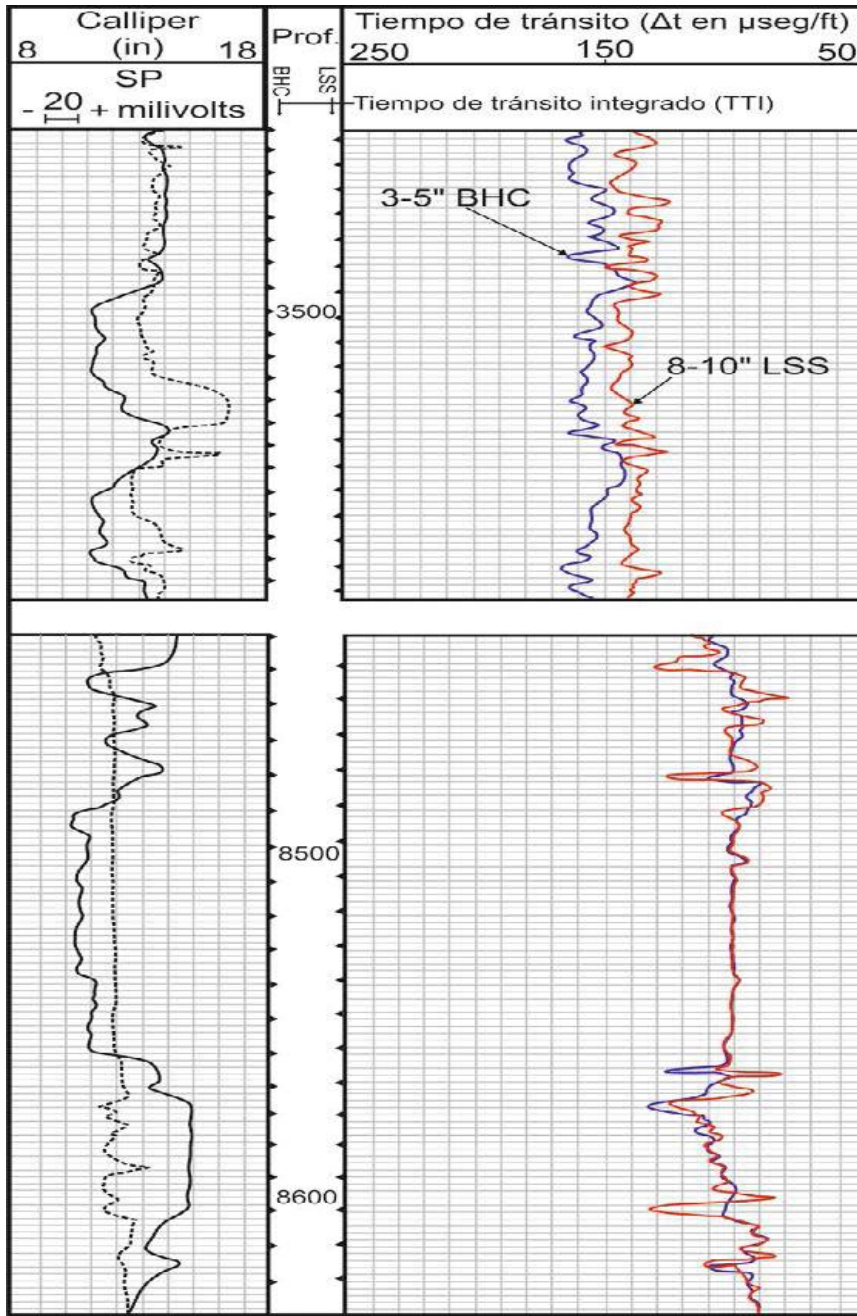 Calliper
(in)
8 18
SP
- 20 + milivolts
Prof.
BHC
LSS
Tiempo de tránsito (Δt en µseg/ft)
250 150 50
Tiempo de tránsito integrado (TTI)
3-5" BHC
3500
8-10" LSS
8500
8600